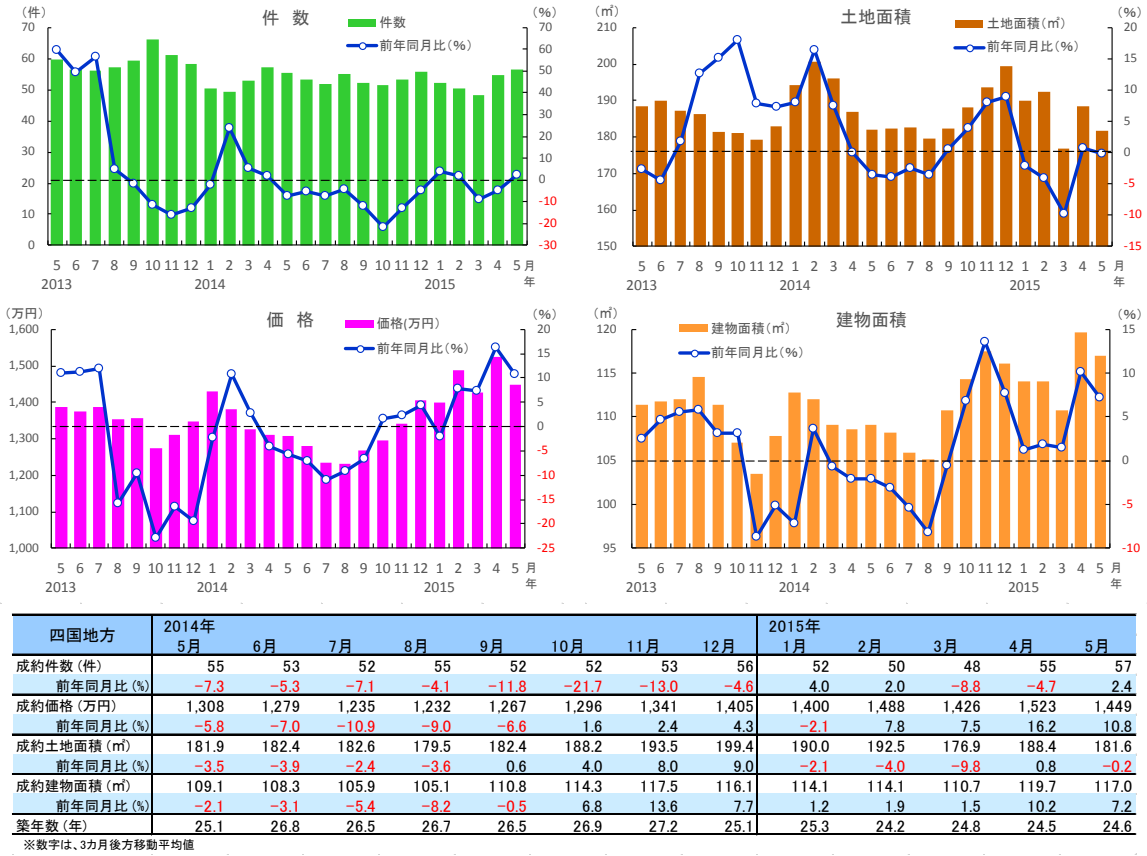 件 数
(件)
(%)
件数
前年同月比(%)
70
60
50
40
30
20
10
0
70
60
50
40
30
20
10
0
-10
-20
-30
5 6 7 8 9 10 11 12 1 2 3 4 5 6 7 8 9 10 11 12 1 2 3 4 5 月
2013 2014 2015 年
土地面積
(㎡)
(%)
土地面積(㎡)
前年同月比(%)
210
200
190
180
170
160
150
20
15
10
5
0
-5
-10
-15
5 6 7 8 9 10 11 12 1 2 3 4 5 6 7 8 9 10 11 12 1 2 3 4 5 月
2013 2014 2015 年
価 格
(万円)
(%)
価格(万円)
前年同月比(%)
1,600
1,500
1,400
1,300
1,200
1,100
1,000
20
15
10
5
0
-5
-10
-15
-20
-25
5 6 7 8 9 10 11 12 1 2 3 4 5 6 7 8 9 10 11 12 1 2 3 4 5 月
2013 2014 2015 年
建物面積
(㎡)
(%)
建物面積(㎡)
前年同月比(%)
120
115
110
105
100
95
15
10
5
0
-5
-10
5 6 7 8 9 10 11 12 1 2 3 4 5 6 7 8 9 10 11 12 1 2 3 4 5 月
2013 2014 2015 年
四国地方 2014年 2015年
5月 6月 7月 8月 9月 10月 11月 12月 1月 2月 3月 4月 5月
成約件数(件) 55 53 52 55 52 52 53 56 52 50 48 55 57
前年同月比(%) -7.3 -5.3 -7.1 -4.1 -11.8 -21.7 -13.0 -4.6 4.0 2.0 -8.8 -4.7 2.4
成約価格(万円) 1,308 1,279 1,235 1,232 1,267 1,296 1,341 1,405 1,400 1,488 1,426 1,523 1,449
前年同月比(%) -5.8 -7.0 -10.9 -9.0 -6.6 1.6 2.4 4.3 -2.1 7.8 7.5 16.2 10.8
成約土地面積(㎡) 181.9 182.4 182.6 179.5 182.4 188.2 193.5 199.4 190.0 192.5 176.9 188.4 181.6
前年同月比(%) -3.5 -3.9 -2.4 -3.6 0.6 4.0 8.0 9.0 -2.1 -4.0 -9.8 0.8 -0.2
成約建物面積(㎡) 109.1 108.3 105.9 105.1 110.8 114.3 117.5 116.1 114.1 114.1 110.7 119.7 117.0
前年同月比(%) -2.1 -3.1 -5.4 -8.2 -0.5 6.8 13.6 7.7 1.2 1.9 1.5 10.2 7.2
築年数(年) 25.1 26.8 26.5 26.7 26.5 26.9 27.2 25.1 25.3 24.2 24.8 24.5 24.6
※数字は、3カ月後方移動平均値